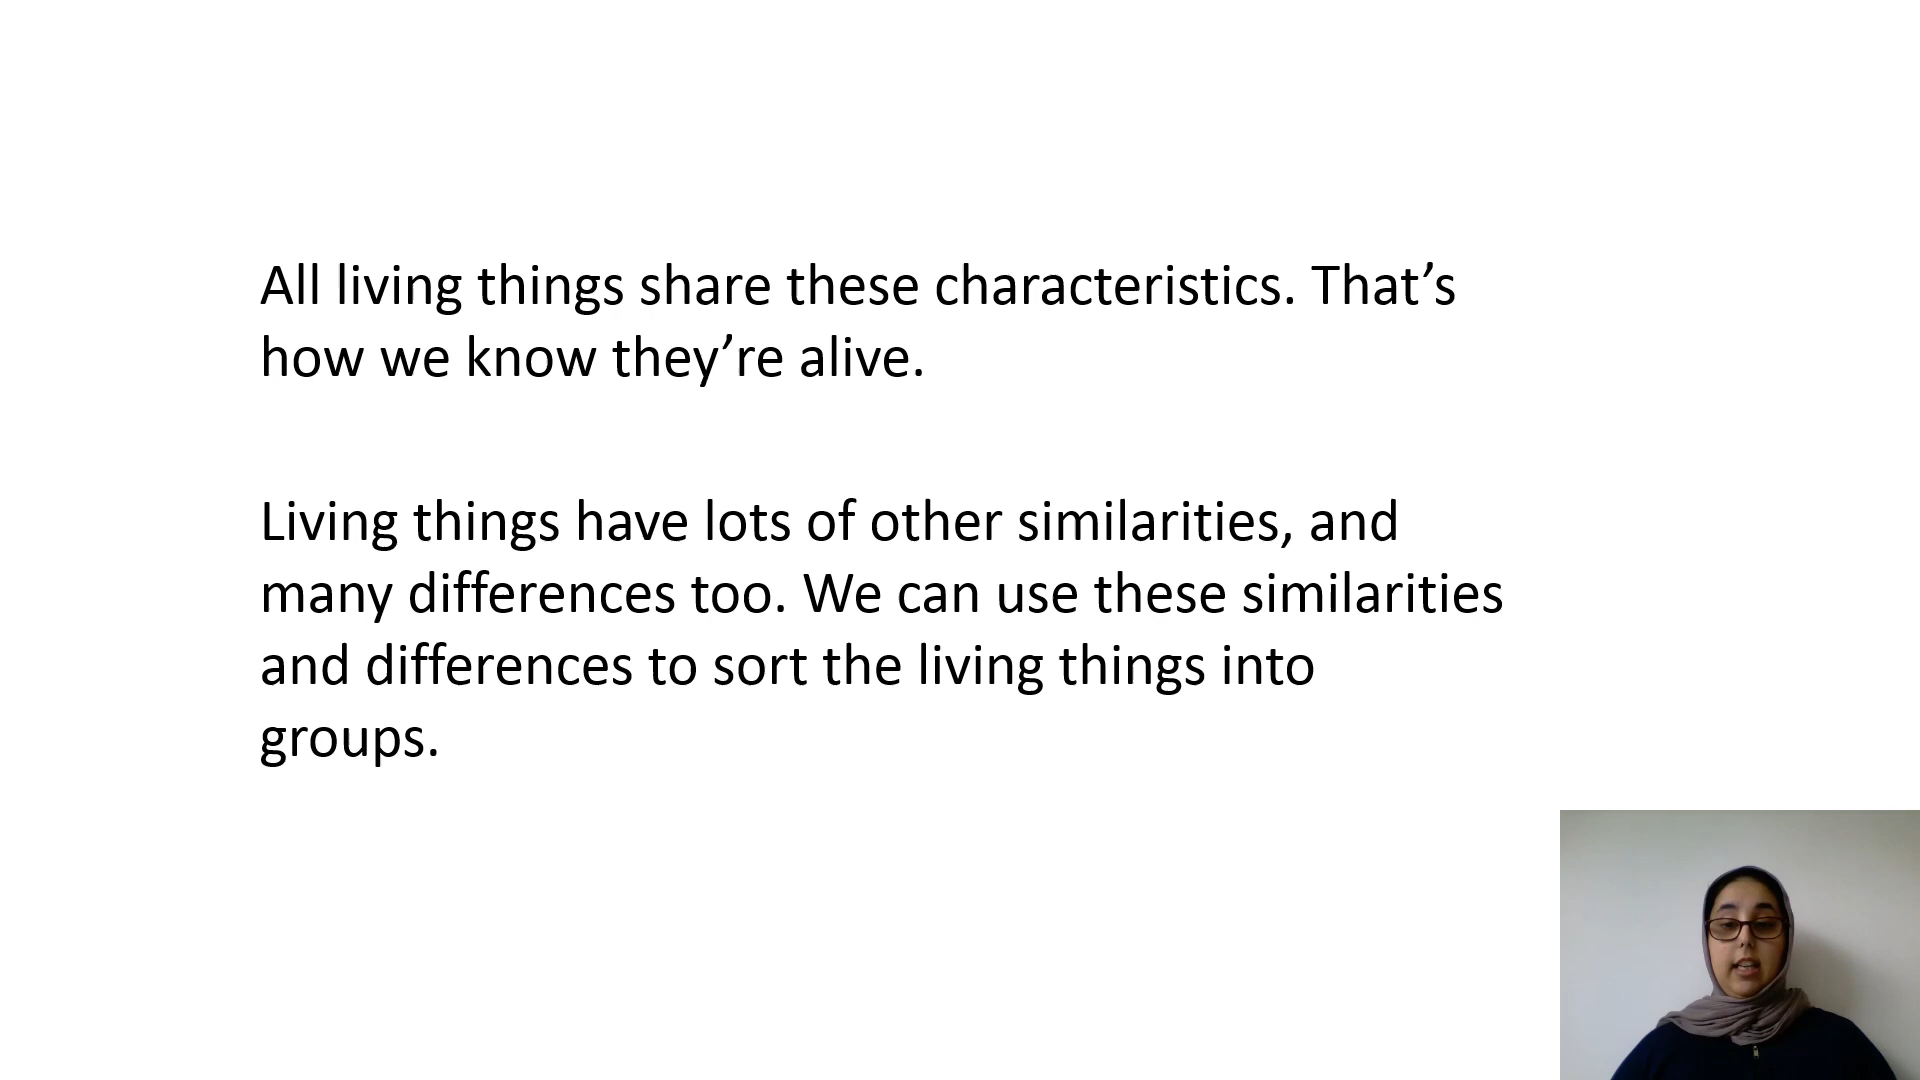 All living things share these characteristics. That’s
how we know they’re alive.
Living things have lots of other similarities, and
many differences too. We can use these similarities
and differences to sort the living things into
groups.